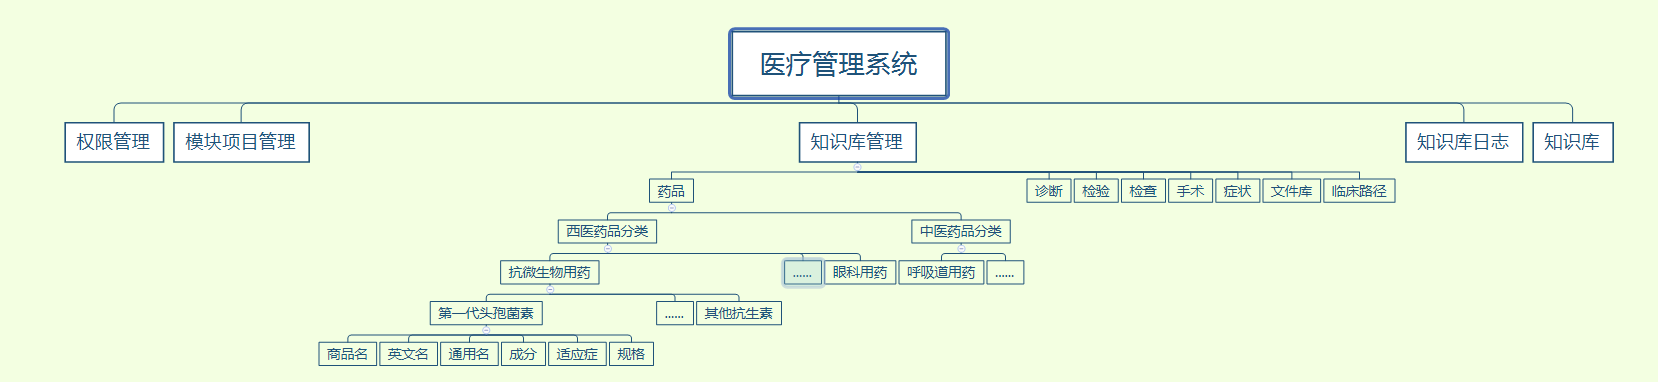 医疗管理系统
权限管理 模块项目管理 知识库管理 知识库日志 知识库
药品 诊断 检验 检查 手术 症状 文件库 临床路径
西医药品分类 中医药品分类
抗微生物用药 ...... 眼科用药 呼吸道用药 ......
第一代头孢菌素 ...... 其他抗生素
商品名 英文名 通用名 成分 适应症 规格